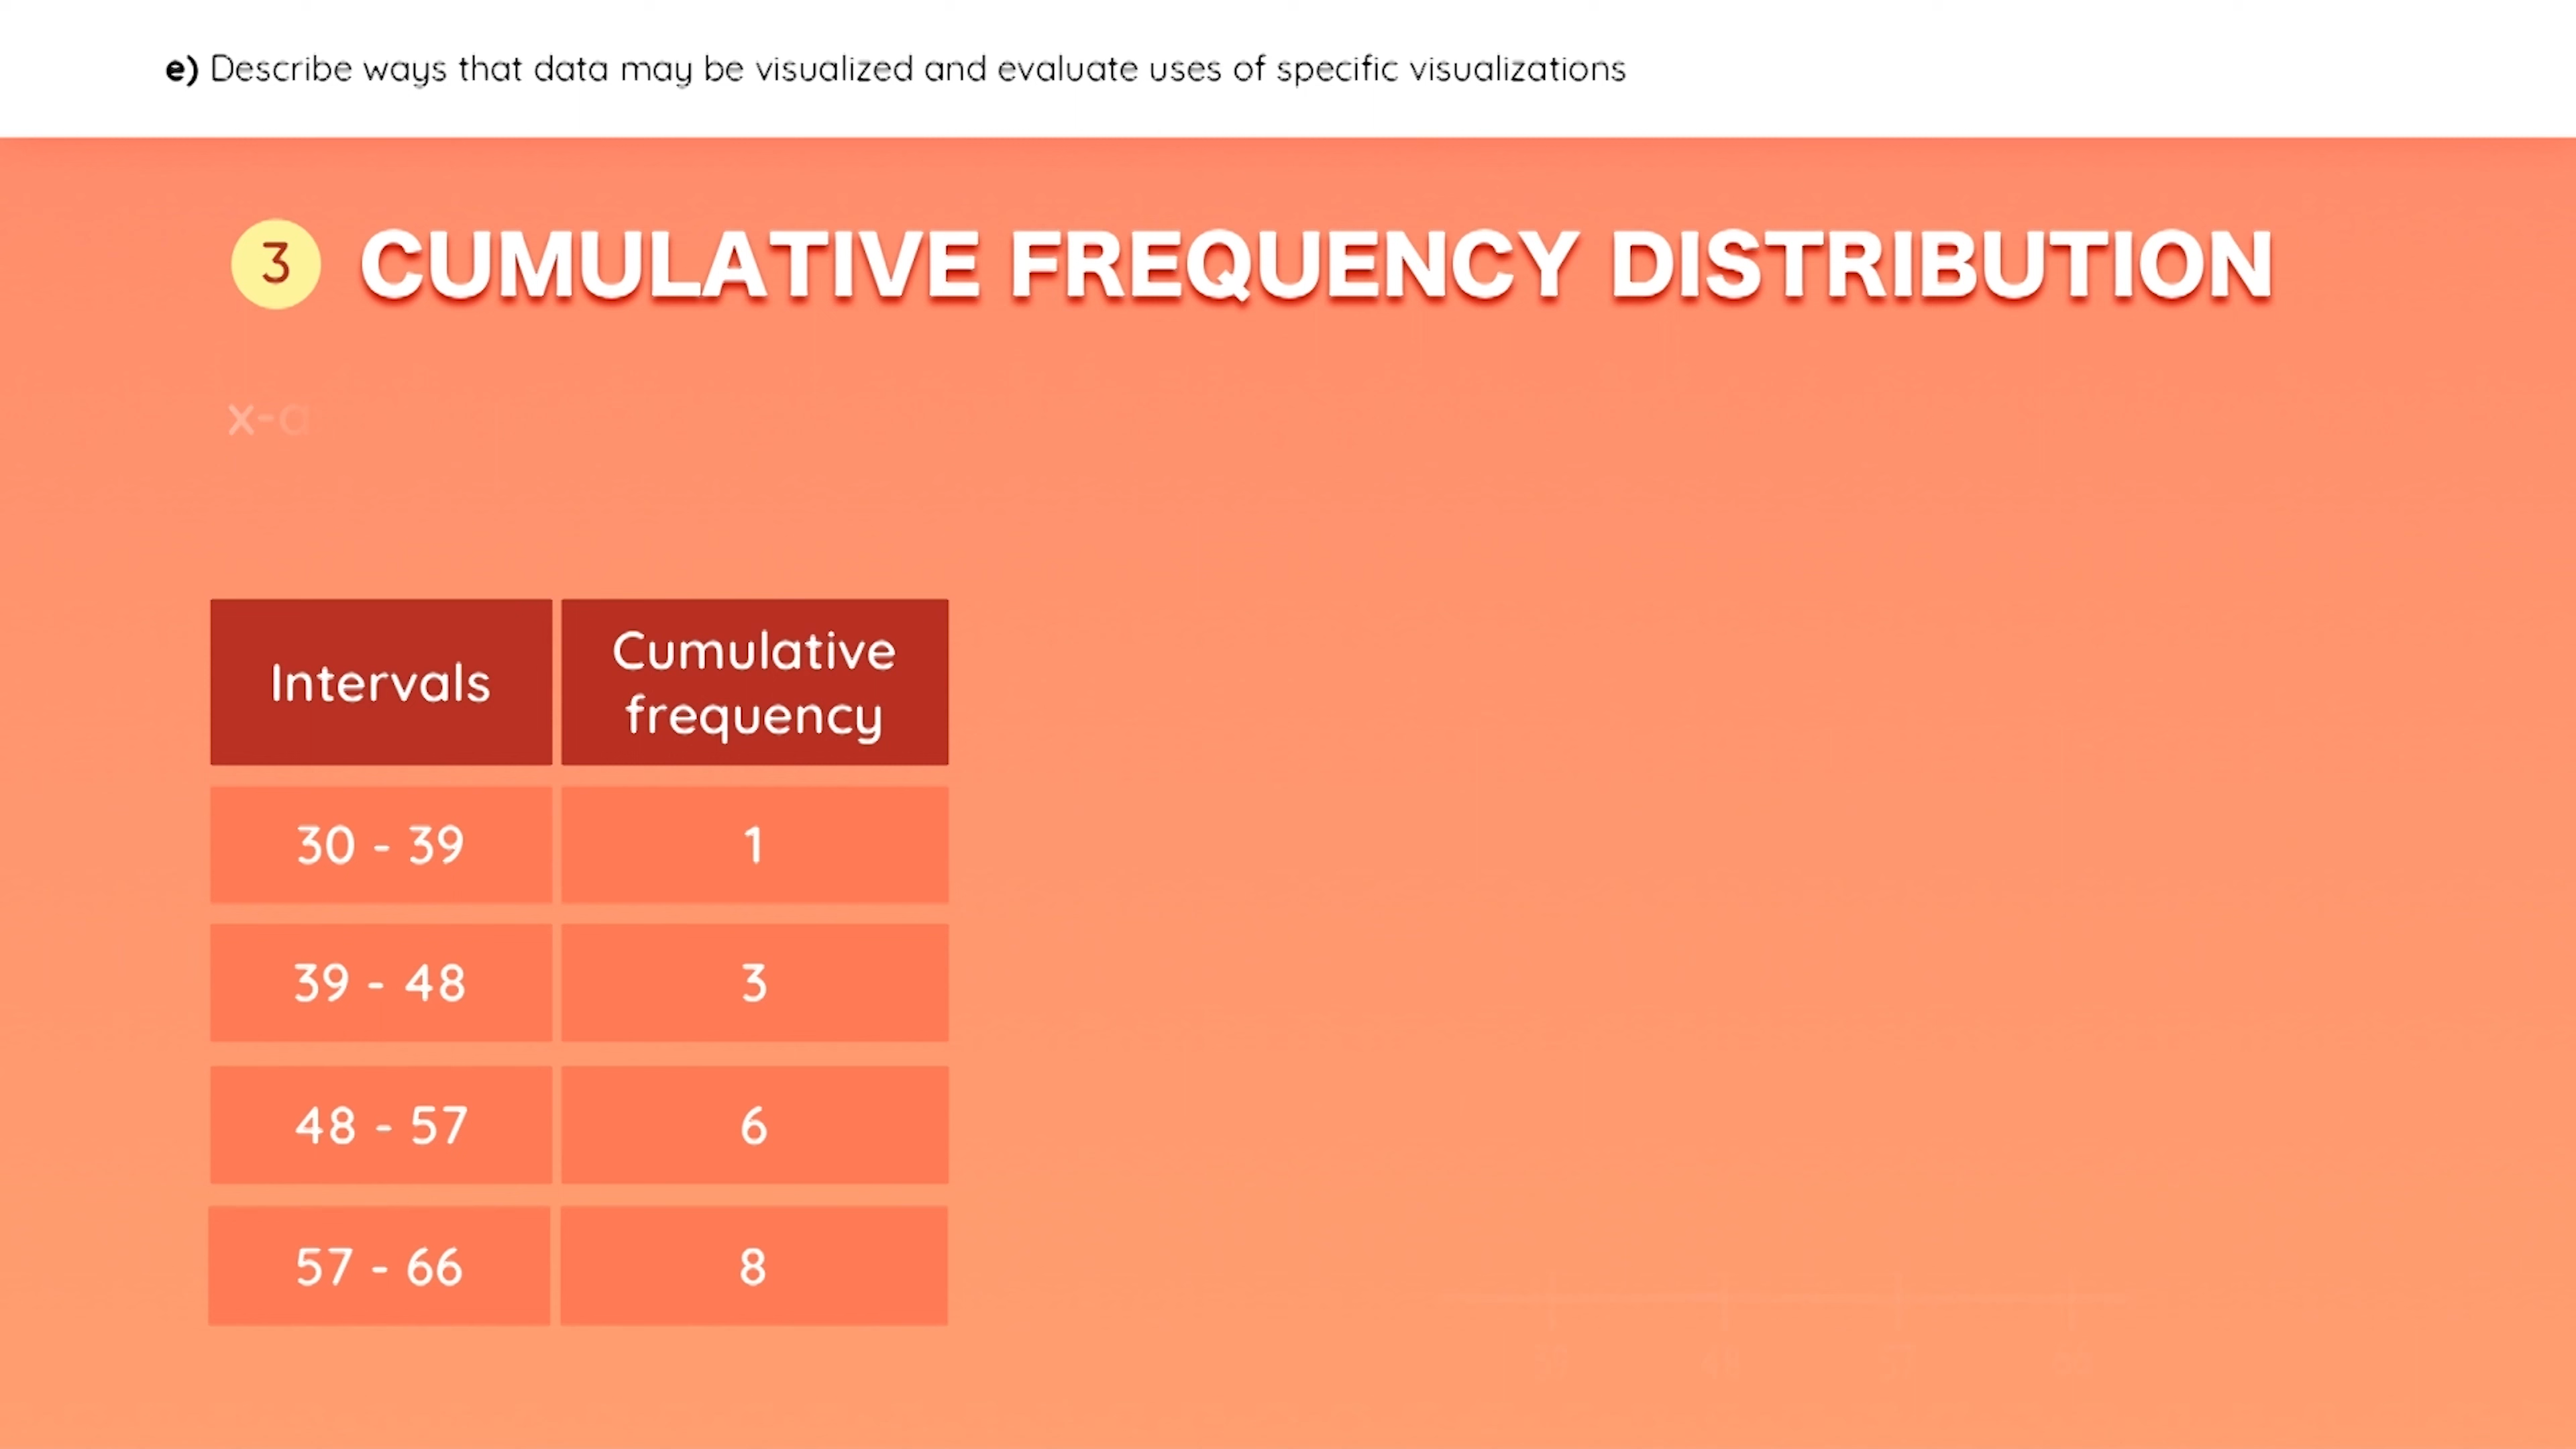 e) Describe ways that data may be visualized and evaluate uses of specific visualizations
3 CUMULATIVE FREQUENCY DISTRIBUTION
x-a
Intervals
Cumulative
frequency
30 - 39
1
39 - 48
3
48 - 57
6
57 - 66
8